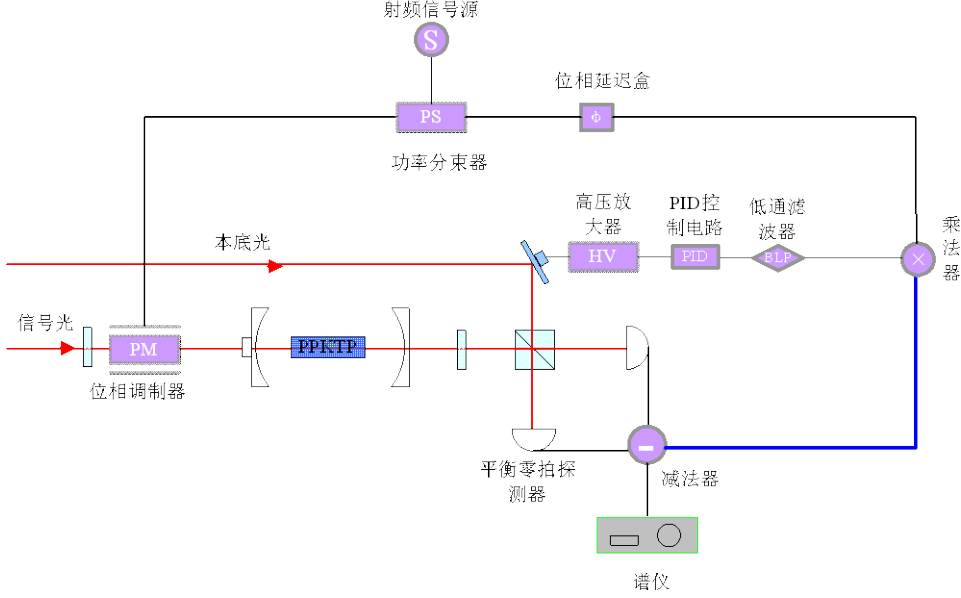 射频信号源
S
位相延迟盒
PS
Φ
功率分束器
高压放
大器
PID控
制电路
低通滤
波器
乘
法
器
本底光
HV
PID
BLP
×
信号光
PM
PPKTP
位相调制器
平衡零拍探
测器
-
减法器
谱仪